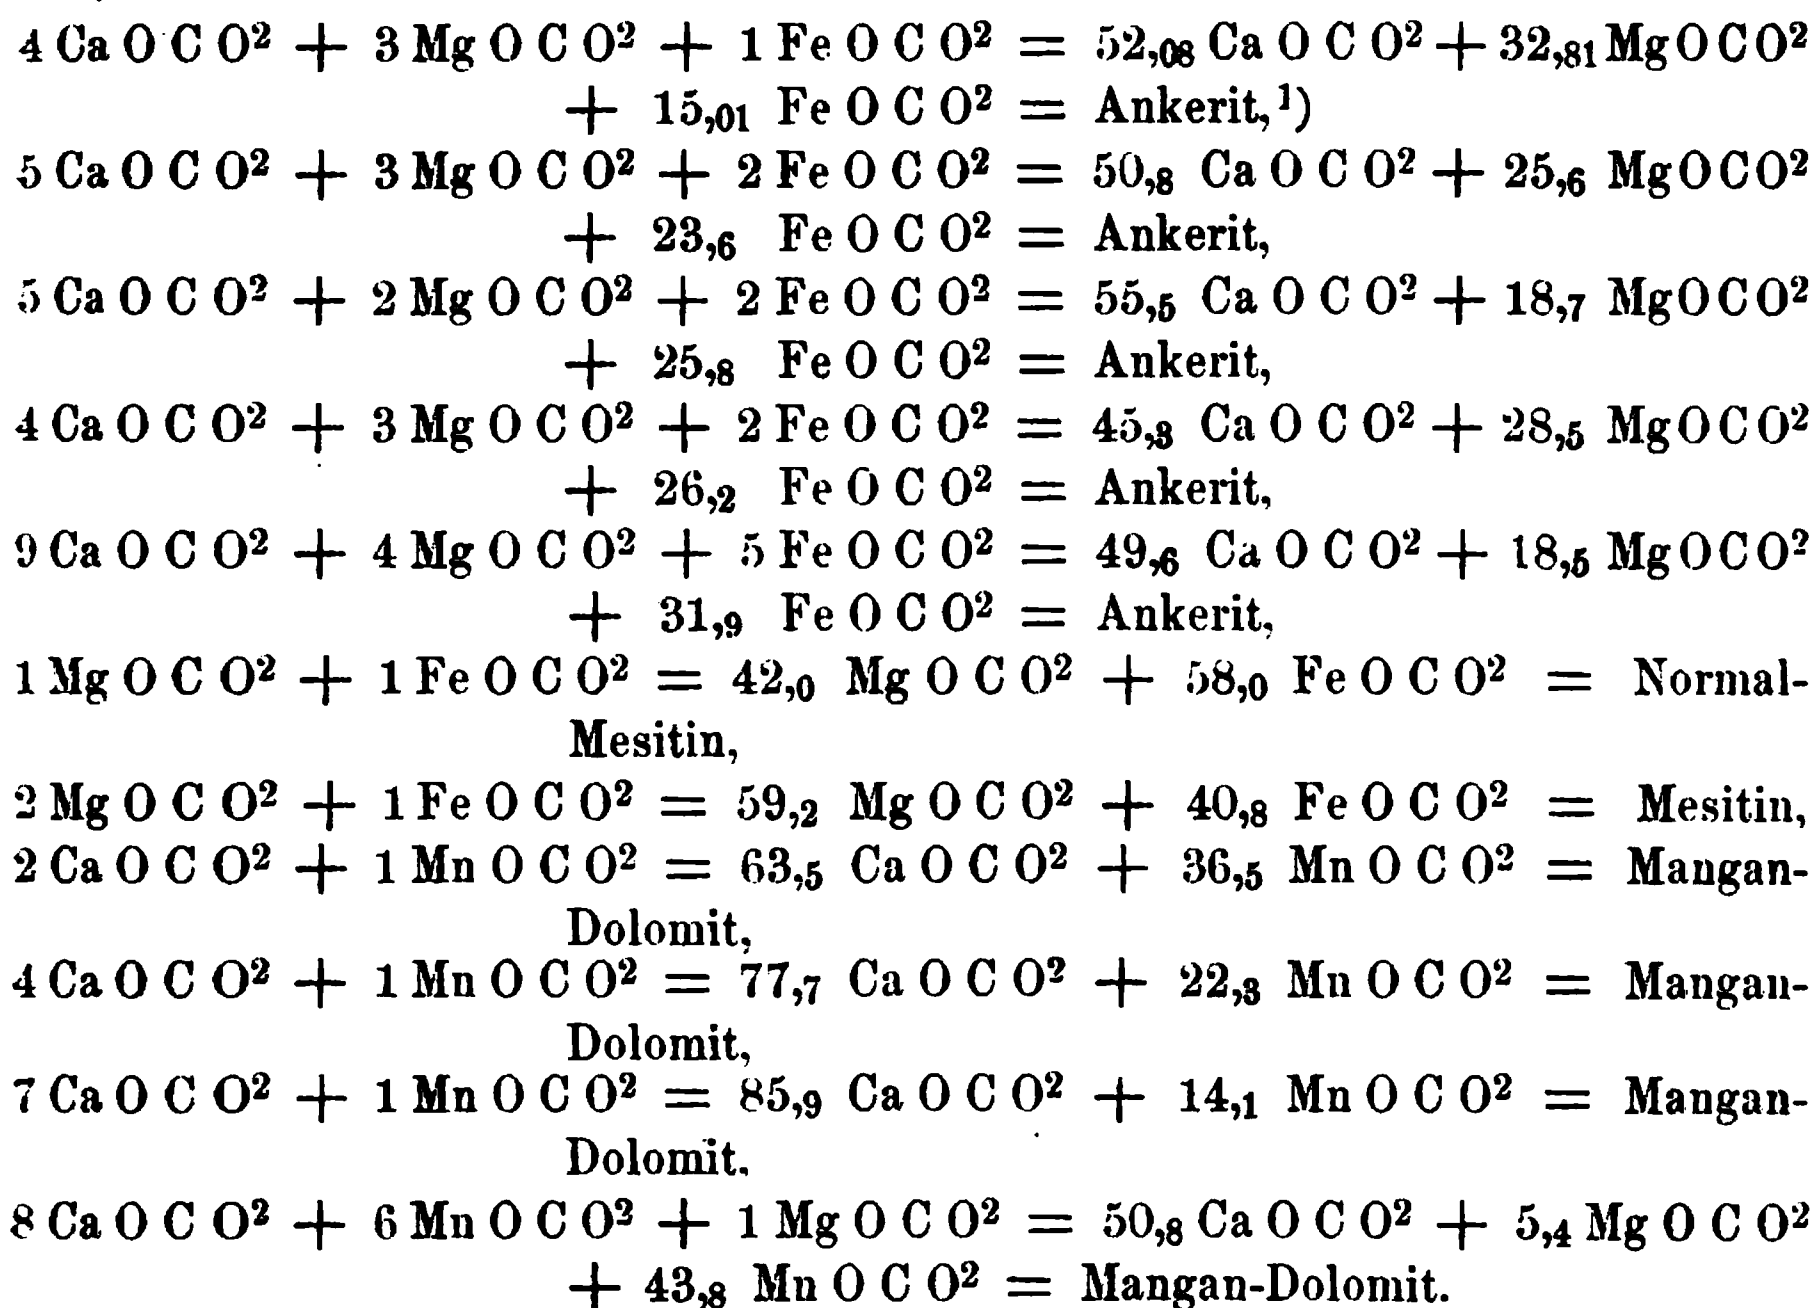 4 Ca O C O² + 3 Mg O C O² + 1 Fe O C O² = 52,08 Ca O C O² + 32,81 Mg O C O²
+ 15,01 Fe O C O² = Ankerit,¹)
5 Ca O C O² + 3 Mg O C O² + 2 Fe O C O² = 50,8 Ca O C O² + 25,6 Mg O C O²
+ 23,6 Fe O C O² = Ankerit,
5 Ca O C O² + 2 Mg O C O² + 2 Fe O C O² = 55,5 Ca O C O² + 18,7 Mg O C O²
+ 25,8 Fe O C O² = Ankerit,
4 Ca O C O² + 3 Mg O C O² + 2 Fe O C O² = 45,3 Ca O C O² + 28,5 Mg O C O²
+ 26,2 Fe O C O² = Ankerit,
9 Ca O C O² + 4 Mg O C O² + 5 Fe O C O² = 49,6 Ca O C O² + 18,5 Mg O C O²
+ 31,9 Fe O C O² = Ankerit,
1 Mg O C O² + 1 Fe O C O² = 42,0 Mg O C O² + 58,0 Fe O C O² = Normal-
Mesitin,
2 Mg O C O² + 1 Fe O C O² = 59,2 Mg O C O² + 40,8 Fe O C O² = Mesitin,
2 Ca O C O² + 1 Mn O C O² = 63,5 Ca O C O² + 36,5 Mn O C O² = Mangan-
Dolomit,
4 Ca O C O² + 1 Mn O C O² = 77,7 Ca O C O² + 22,3 Mn O C O² = Mangan-
Dolomit,
7 Ca O C O² + 1 Mn O C O² = 85,9 Ca O C O² + 14,1 Mn O C O² = Mangan-
Dolomit.
8 Ca O C O² + 6 Mn O C O² + 1 Mg O C O² = 50,8 Ca O C O² + 5,4 Mg O C O²
+ 43,8 Mn O C O² = Mangan-Dolomit.